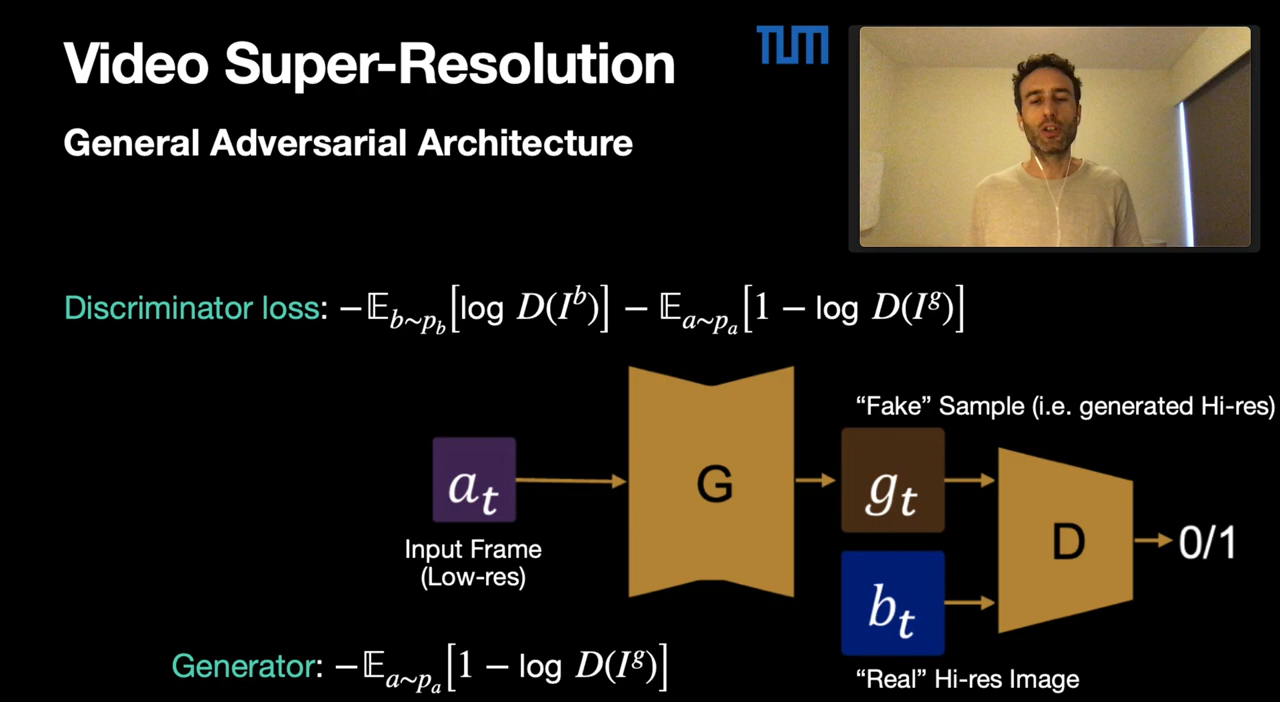 Video Super-Resolution
TUM
General Adversarial Architecture
Discriminator loss: −𝔼_{b∼p_b}[log D(I^b)] − 𝔼_{a∼p_a}[1 − log D(I^g)]
“Fake” Sample (i.e. generated Hi-res)
a_t
G
g_t
D
0/1
Input Frame
(Low-res)
b_t
Generator: −𝔼_{a∼p_a}[1 − log D(I^g)]
“Real” Hi-res Image